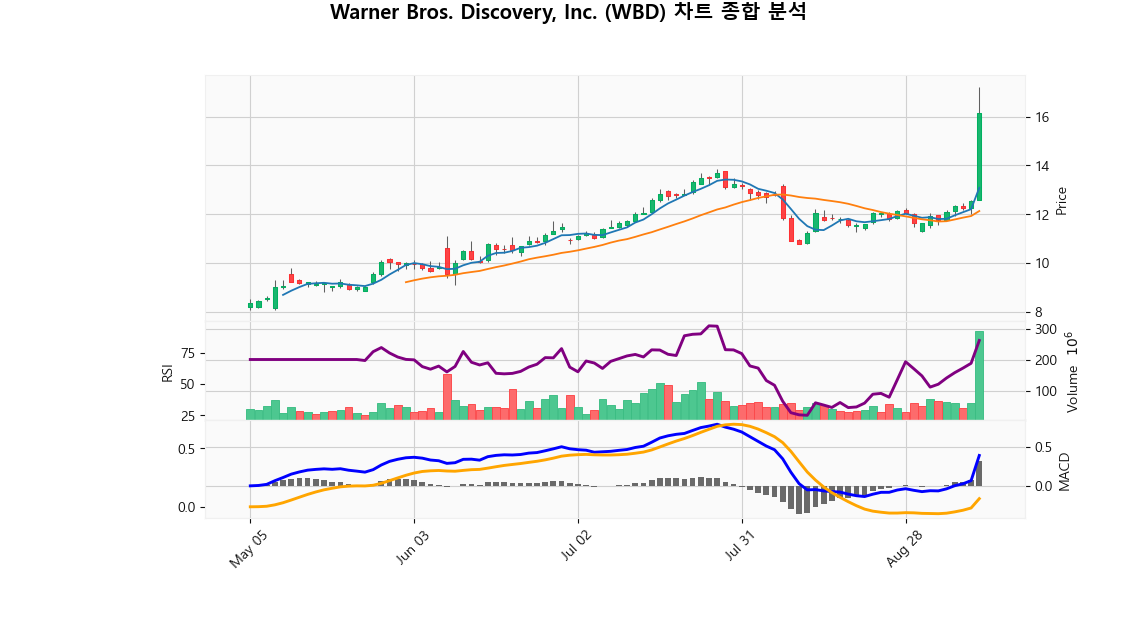 Warner Bros. Discovery, Inc. (WBD) 차트 종합 분석
16
14
12
10
8
Price
75
50
25
RSI
300
200
100
Volume 10⁶
0.5
0.0
0.5
0.0
MACD
May 05
Jun 03
Jul 02
Jul 31
Aug 28